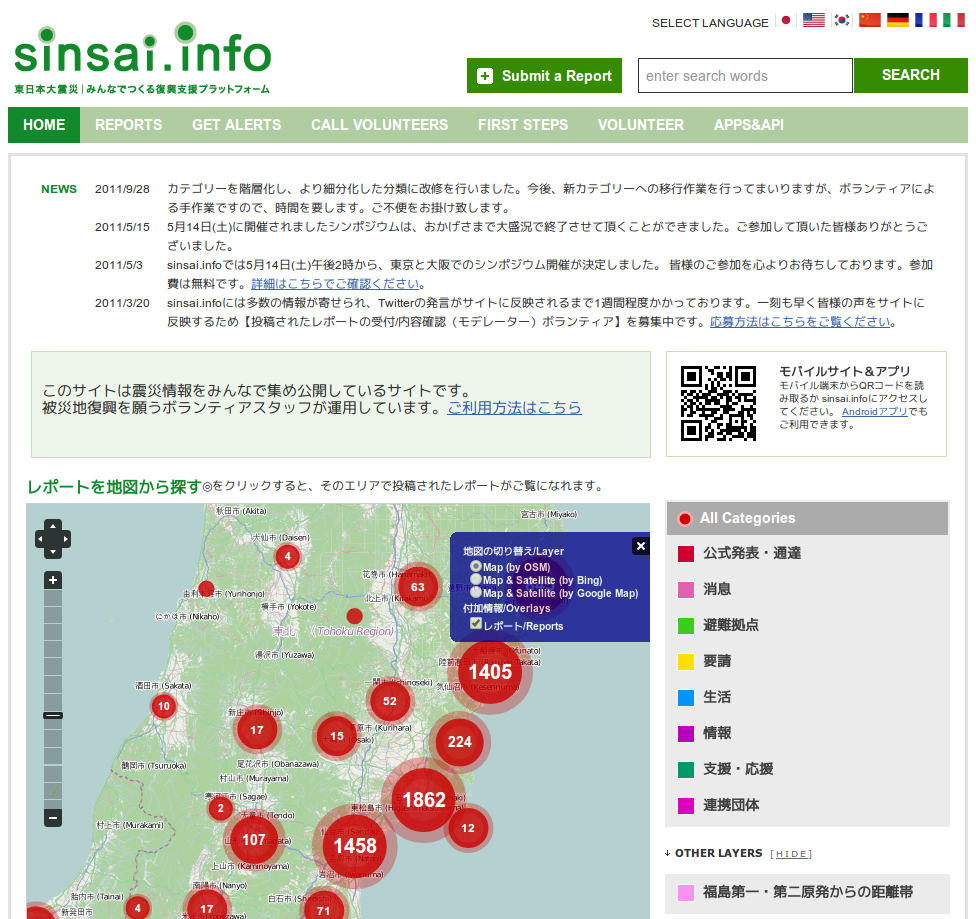 SELECT LANGUAGE
sinsai.info
東日本大震災|みんなでつくる復興支援プラットフォーム
+ Submit a Report
enter search words
SEARCH
HOME REPORTS GET ALERTS CALL VOLUNTEERS FIRST STEPS VOLUNTEER APPS&API
NEWS 2011/9/28 カテゴリーを階層化し、より細分化した分類に改修を行いました。今後、新カテゴリーへの移行作業を行ってまいりますが、ボランティアによ
る手作業ですので、時間を要します。ご不便をお掛け致します。
2011/5/15 5月14日(土)に開催されましたシンポジウムは、おかげさまで大盛況で終了させて頂くことができました。ご参加して頂いた皆様ありがとうご
ざいました。
2011/5/3 sinsai.infoでは5月14日(土)午後2時から、東京と大阪でのシンポジウム開催が決定しました。 皆様のご参加を心よりお待ちしております。参加
費は無料です。詳細はこちらでご確認ください。
2011/3/20 sinsai.infoには多数の情報が寄せられ、Twitterの発言がサイトに反映されるまで1週間程度かかっております。一刻も早く皆様の声をサイトに
反映するため【投稿されたレポートの受付/内容確認（モデレーター）ボランティア】を募集中です。応募方法はこちらをご覧ください。
このサイトは震災情報をみんなで集め公開しているサイトです。
被災地復興を願うボランティアスタッフが運用しています。ご利用方法はこちら
モバイルサイト＆アプリ
モバイル端末からQRコードを読
み取るか sinsai.infoにアクセスし
てください。 Androidアプリでも
ご利用できます。
レポートを地図から探す◎をクリックすると、そのエリアで投稿されたレポートがご覧になれます。
秋田市 (Akita)
宮古市 (Miyako)
大仙市 (Daisen)
4
地図の切り替え/Layer
Map (by OSM)
Map & Satellite (by Bing)
Map & Satellite (by Google Map)
付加情報/Overlays
レポート/Reports
花巻市 (Hanamaki)
63
由利本荘市 (Yurihonjo)
北上市 (Kitakami)
横手市 (Yokote)
にかほ市 (Nikaho)
東北 (Tohoku Region)
湯沢市 (Yuzawa)
1405
気仙沼市 (Kesennuma)
酒田市 (Sakata)
一関市 (Ichinoseki)
10
52
新庄市 (Shinjo)
17
15
栗原市 (Kurihara)
224
鶴岡市 (Tsuruoka)
尾花沢市 (Obanazawa)
村山市 (Murayama)
寒河江市 (Sagae)
1862
2
天童市 (Tendo)
村上市 (Murakami)
12
107
1458
上山市 (Kaminoyama)
岩沼市 (Iwanuma)
南陽市 (Nanyo)
胎内市 (Tainai)
白石市 (Shiroishi)
4
17
71
新発田市
All Categories
公式発表・通達
消息
避難拠点
要請
生活
情報
支援・応援
連携団体
↓ OTHER LAYERS [HIDE]
福島第一・第二原発からの距離帯